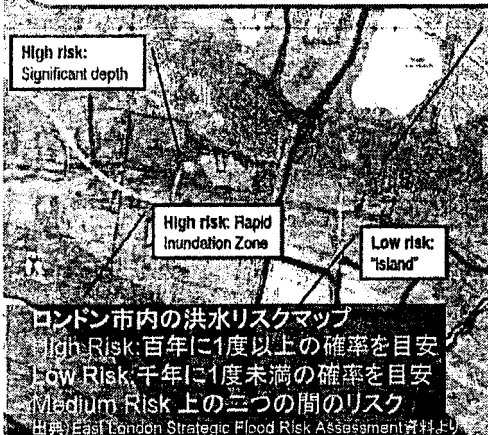 High risk:
Significant depth
High risk: Rapid
Inundation Zone
Low risk:
"Island"
ロンドン市内の洪水リスクマップ
High Risk:百年に1度以上の確率を目安
Low Risk:千年に1度未満の確率を目安
Medium Risk 上の二つの間のリスク
出典)East London Strategic Flood Risk Assessment資料より